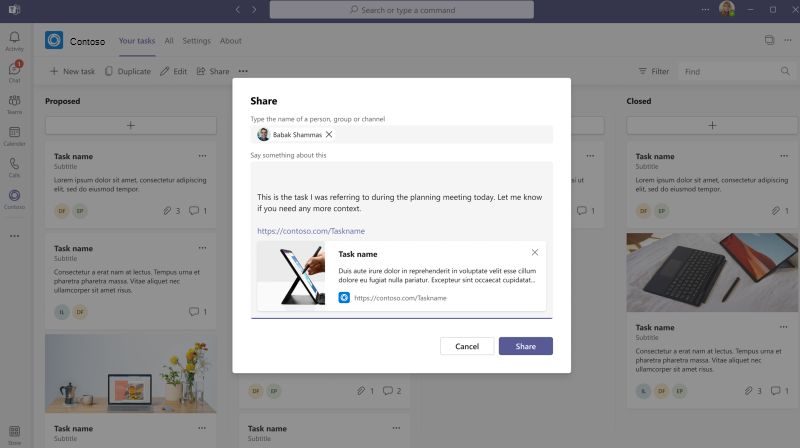 Search or type a command
Activity
Chat
1
Teams
Calendar
Calls
Contoso
Store
Contoso
Your tasks
All
Settings
About
+ New task
Duplicate
Edit
Share
Filter
Find
Proposed
Task name
Subtitle
Lorem ipsum dolor sit amet, consectetur adipiscing
elit, sed do eiusmod tempor.
DF EP
3 1
Task name
Subtitle
Consectetur a erat nam at lectus. Tempus urna et
pharetra pharetra massa. Vitae aliquet nec
ullamcorper sit amet risus.
IL DF
1
Task name
Subtitle
DF EP
1 2
Task name
Subtitle
ut
1
Share
Type the name of a person, group or channel
Babak Shammas
Say something about this
This is the task I was referring to during the planning meeting today. Let me know
if you need any more context.
https://contoso.com/Taskname
Task name
Duis aute irure dolor in reprehenderit in voluptate velit esse cillum
dolore eu fugiat nulla pariatur. Excepteur sint occaecat cupidatat...
https://contoso.com/Taskname
Cancel
Share
Closed
Task name
Subtitle
Lorem ipsum dolor sit amet, consectetur adipiscing
elit, sed do eiusmod tempor.
DF EP
1
Task name
Subtitle
Consectetur a erat nam at lectus. Tempus urna et
pharetra pharetra massa. Vitae aliquet nec
ullamcorper sit amet risus.
IL DF EP
3 1